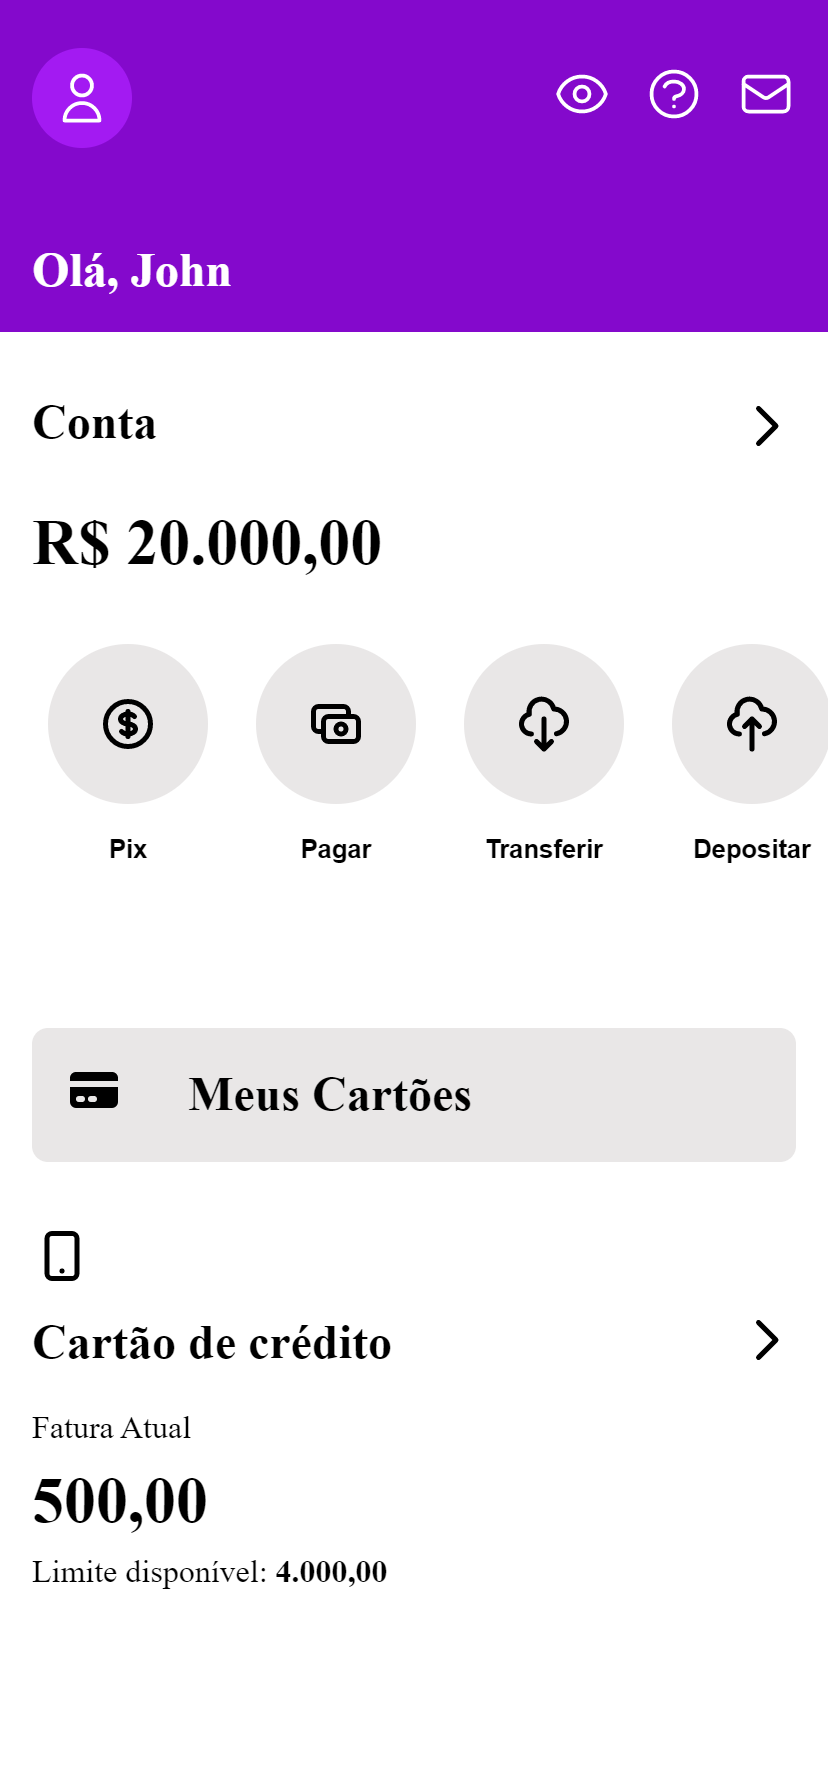 Olá, John
Conta
R$ 20.000,00
Pix
Pagar
Transferir
Depositar
Meus Cartões
Cartão de crédito
Fatura Atual
500,00
Limite disponível: 4.000,00